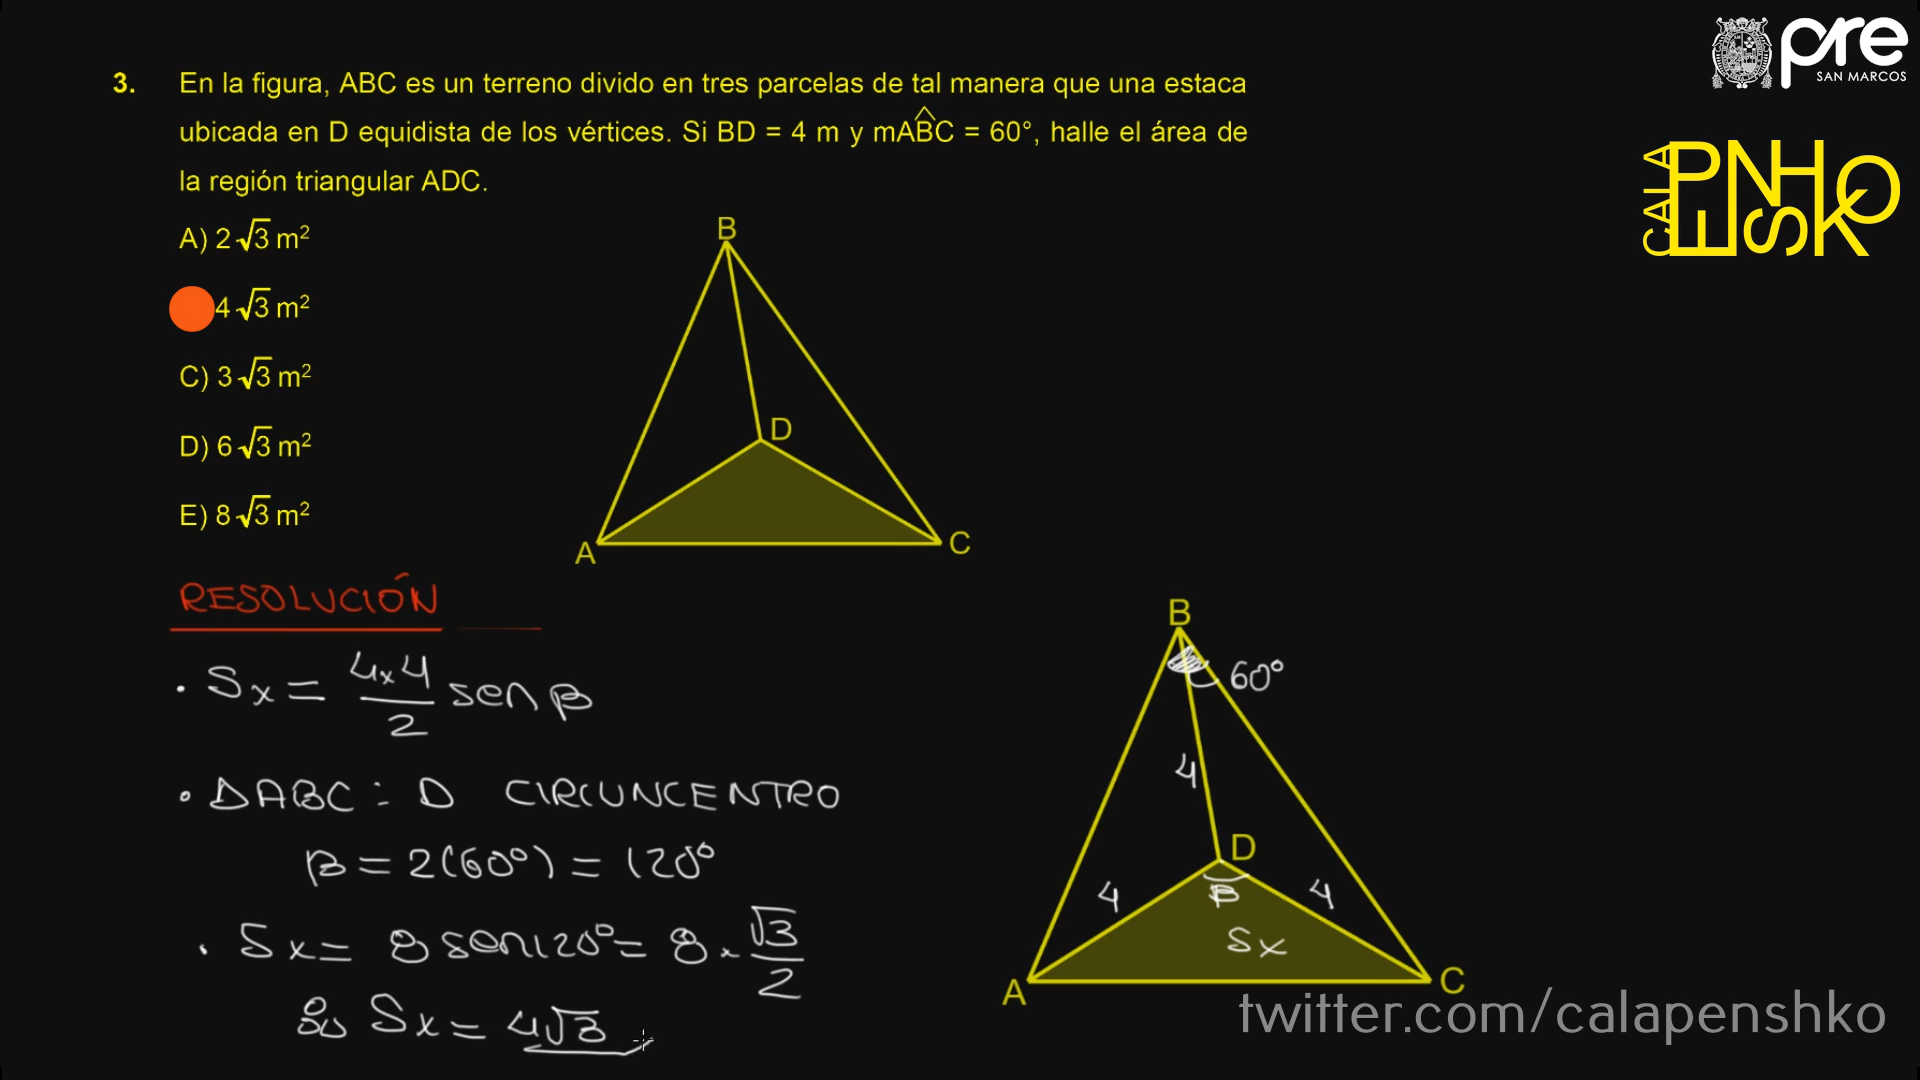 pre
SAN MARCOS
CALA
PENHSKO
3. En la figura, ABC es un terreno divido en tres parcelas de tal manera que una estaca
ubicada en D equidista de los vértices. Si BD = 4 m y mABC = 60°, halle el área de
la región triangular ADC.
A) 2√3 m²
4√3 m²
C) 3√3 m²
D) 6√3 m²
E) 8√3 m²
B
D
A
C
RESOLUCIÓN
• Sx = 4x4/2 sen β
• ΔABC : D CIRCUNCENTRO
β = 2(60°) = 120°
• Sx = 8 sen120° = 8 . √3/2
∴ Sx = 4√3
B
60°
4
D
4
β
4
Sx
A
C
twitter.com/calapenshko